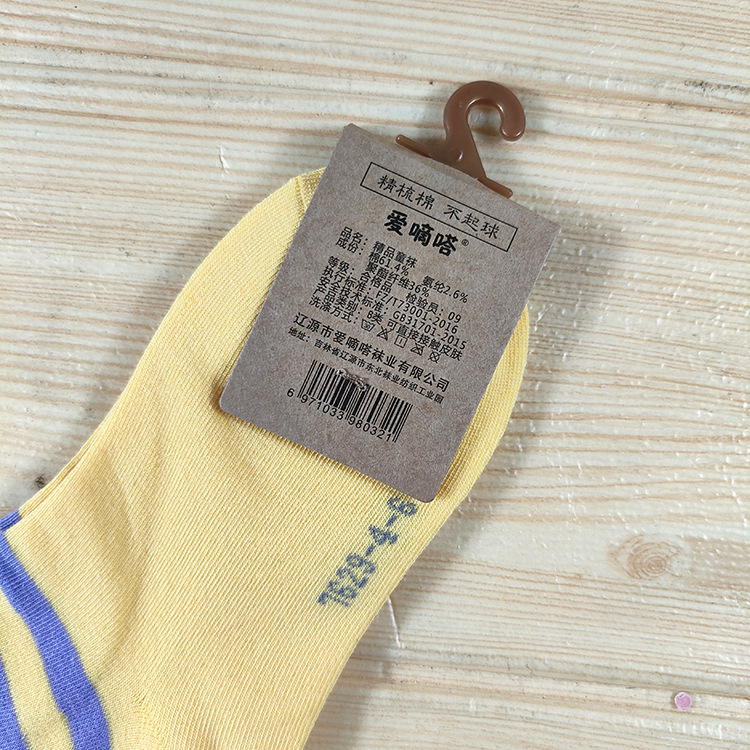 精梳棉 不起球
爱嘀嗒®
品名：精品童袜
成份：棉61.4% 氨纶2.6%
聚酯纤维36%
等级：合格品 检验员：09
执行标准：FZ/T73001-2016
安全技术标准：GB31701-2015
产品类别：B类 可直接接触皮肤
洗涤方式：
辽源市爱嘀嗒袜业有限公司
地址：吉林省辽源市东北袜业纺织工业园
6 971033 980321
7629-4-6